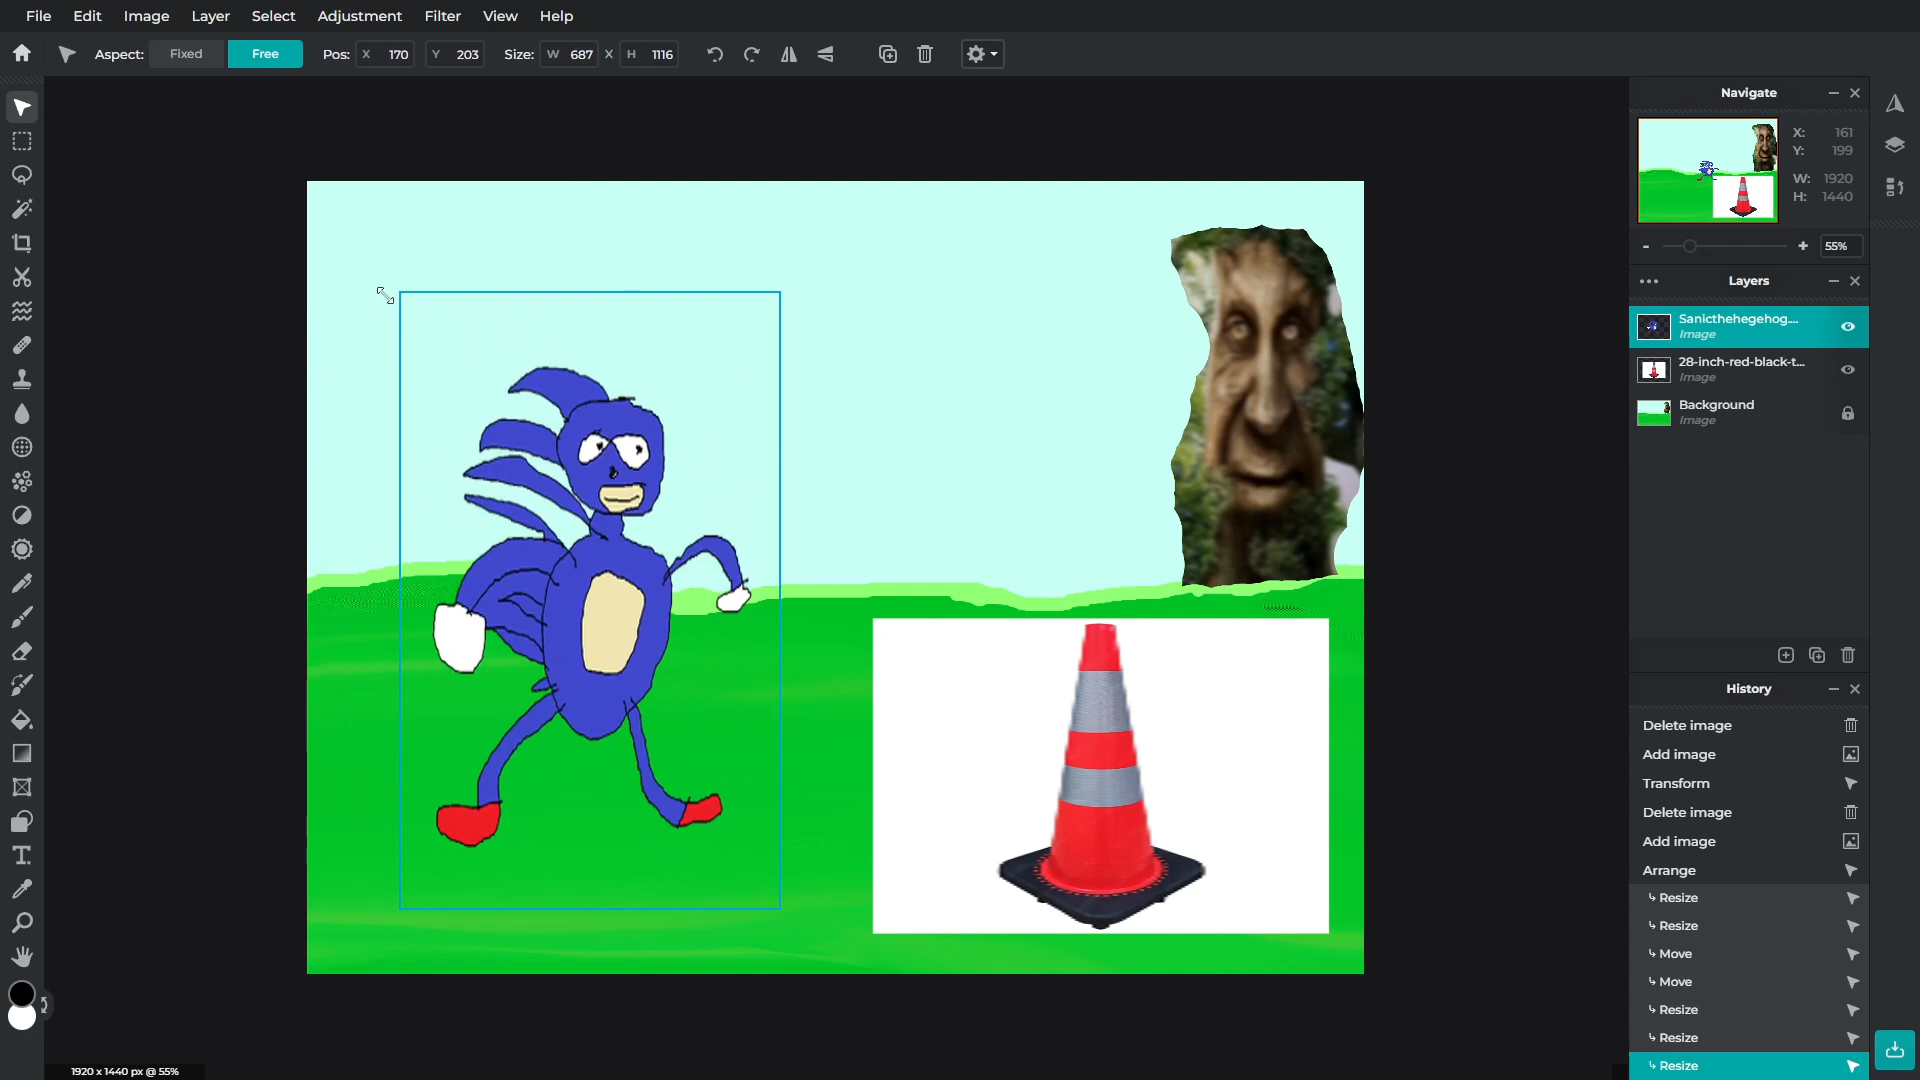 File Edit Image Layer Select Adjustment Filter View Help
Aspect: Fixed Free Pos: X 170 Y 203 Size: W 687 X H 1116
Navigate
X: 161
Y: 199
W: 1920
H: 1440
- + 55%
Layers
Sanicthehegehog....
Image
28-inch-red-black-t...
Image
Background
Image
History
Delete image
Add image
Transform
Delete image
Add image
Arrange
Resize
Resize
Move
Move
Resize
Resize
Resize
1920 x 1440 px @ 55%